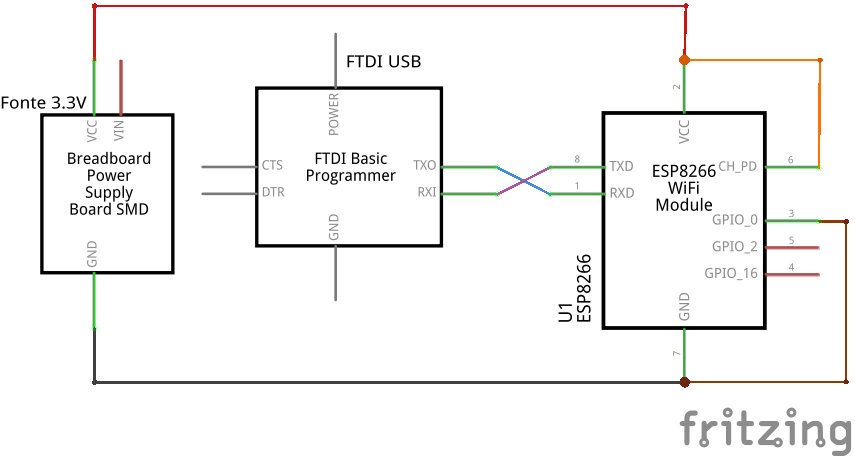 Fonte 3.3V
VCC
VIN
Breadboard
Power
Supply
Board SMD
GND
FTDI USB
POWER
CTS
DTR
FTDI Basic
Programmer
TXO
RXI
GND
2
VCC
8
TXD
1
RXD
ESP8266
WiFi
Module
CH_PD
6
GPIO_0
3
GPIO_2
5
GPIO_16
4
GND
7
U1
ESP8266
fritzing